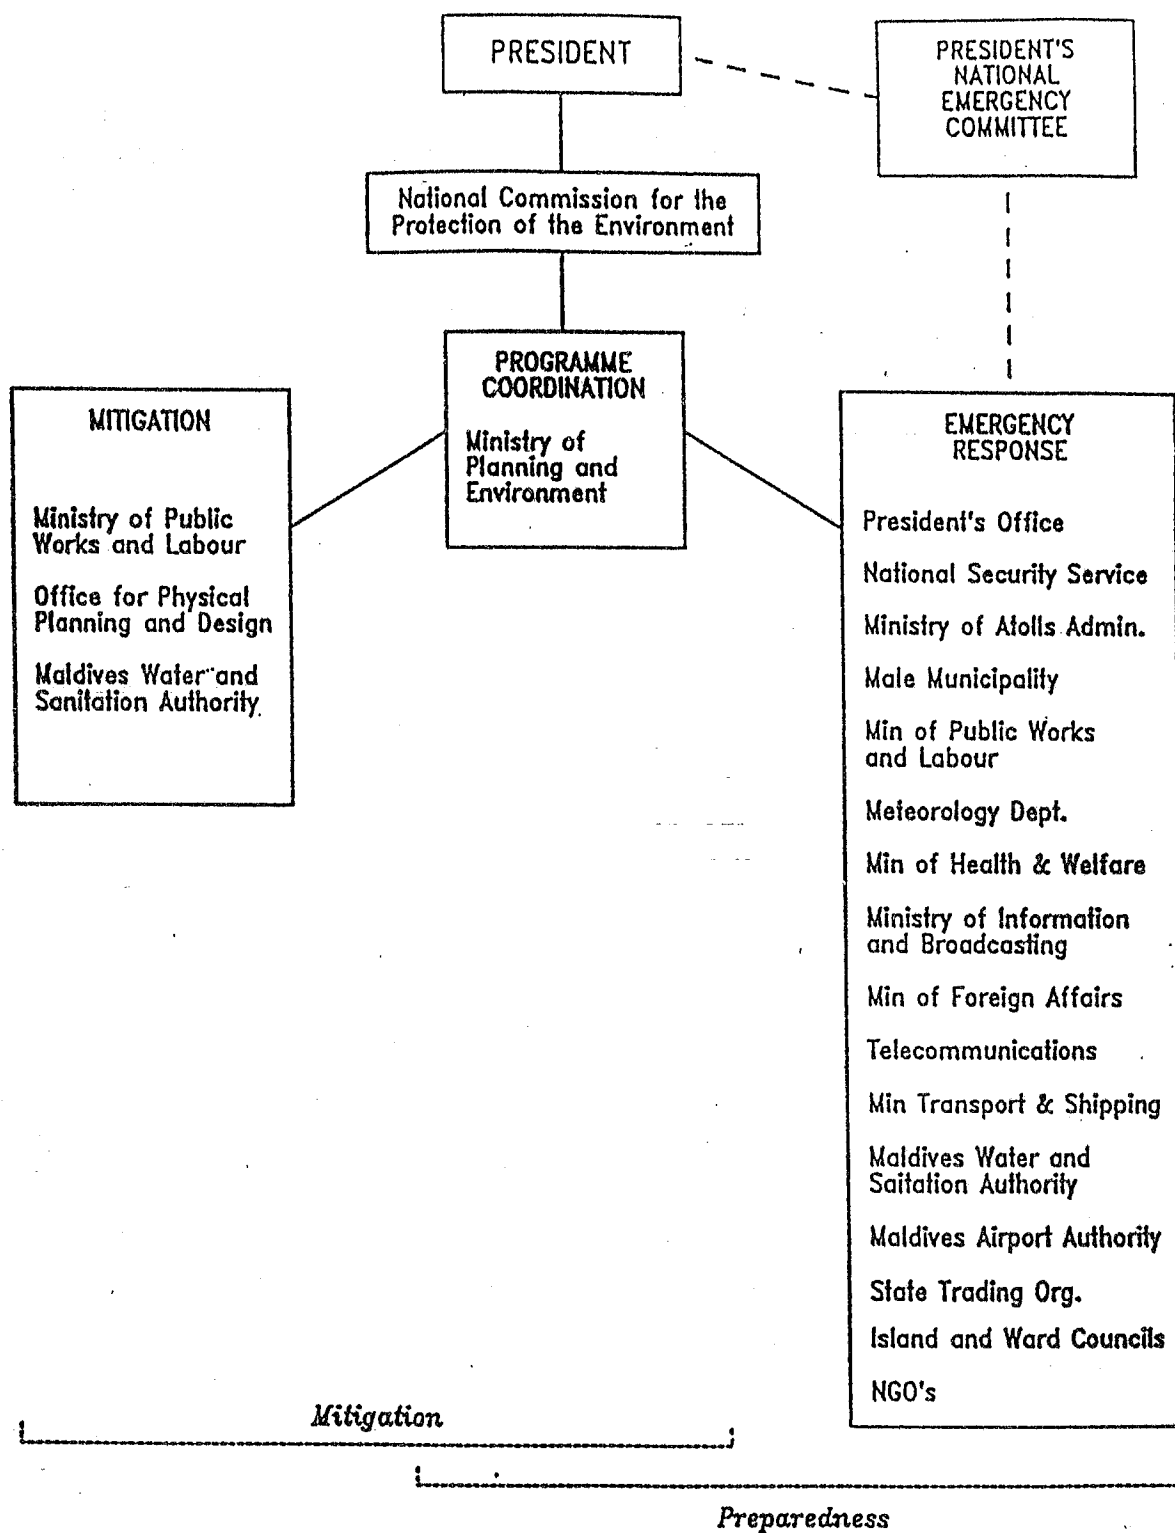 PRESIDENT
PRESIDENT'S
NATIONAL
EMERGENCY
COMMITTEE
National Commission for the
Protection of the Environment
PROGRAMME
COORDINATION
Ministry of
Planning and
Environment
MITIGATION
Ministry of Public
Works and Labour
Office for Physical
Planning and Design
Maldives Water and
Sanitation Authority
EMERGENCY
RESPONSE
President's Office
National Security Service
Ministry of Atolls Admin.
Male Municipality
Min of Public Works
and Labour
Meteorology Dept.
Min of Health & Welfare
Ministry of Information
and Broadcasting
Min of Foreign Affairs
Telecommunications
Min Transport & Shipping
Maldives Water and
Saitation Authority
Maldives Airport Authority
State Trading Org.
Island and Ward Councils
NGO's
Mitigation
Preparedness